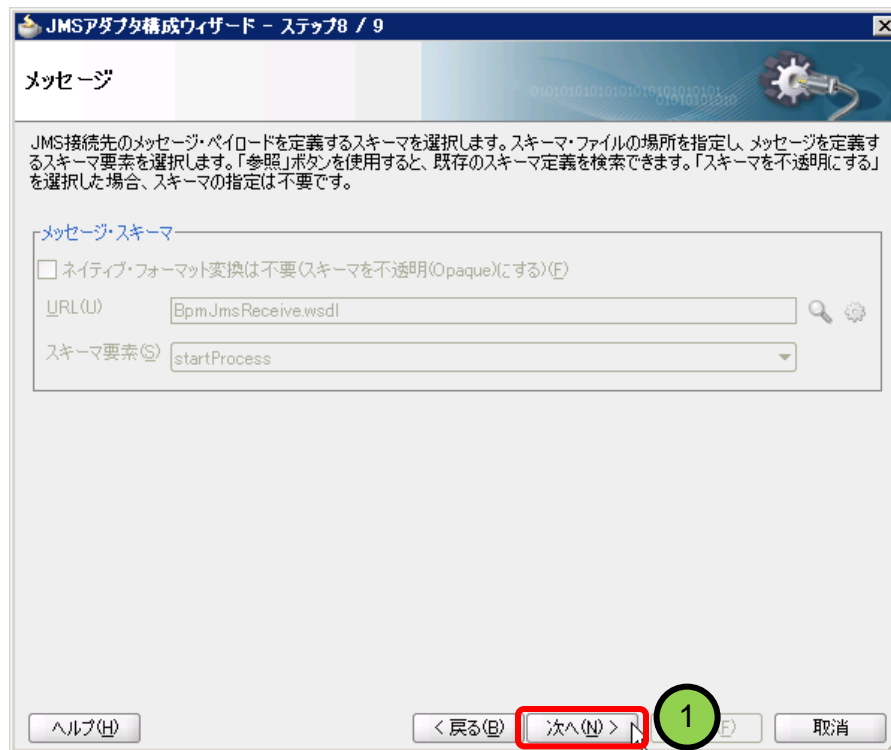 JMSアダプタ構成ウィザード - ステップ8 / 9
メッセージ
JMS接続先のメッセージ・ペイロードを定義するスキーマを選択します。スキーマ・ファイルの場所を指定し、メッセージを定義す
るスキーマ要素を選択します。「参照」ボタンを使用すると、既存のスキーマ定義を検索できます。「スキーマを不透明にする」
を選択した場合、スキーマの指定は不要です。
メッセージ・スキーマ
ネイティブ・フォーマット変換は不要(スキーマを不透明(Opaque)にする)(F)
URL(U) BpmJmsReceive.wsdl
スキーマ要素(S) startProcess
ヘルプ(H) < 戻る(B) 次へ(N) > 1 (F) 取消